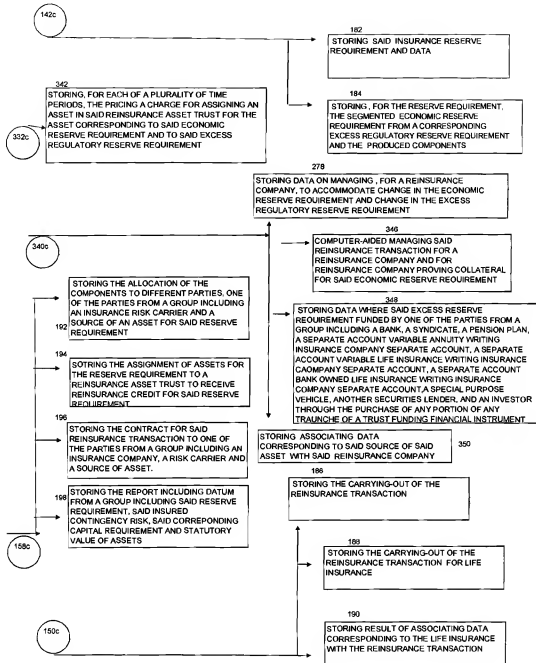 142c
182
STORING SAID INSURANCE RESERVE
REQUIREMENT AND DATA
342
STORING, FOR EACH OF A PLURALITY OF TIME
PERIODS, THE PRICING A CHARGE FOR ASSIGNING AN
ASSET IN SAID REINSURANCE ASSET TRUST FOR THE
ASSET CORRESPONDING TO SAID ECONOMIC
RESERVE REQUIREMENT AND TO SAID EXCESS
REGULATORY RESERVE REQUIREMENT
332c
184
STORING, FOR THE RESERVE REQUIREMENT,
THE SEGMENTED ECONOMIC RESERVE
REQUIREMENT FROM A CORRESPONDING
EXCESS REGULATORY RESERVE REQUIREMENT
AND THE PRODUCED COMPONENTS
278
STORING DATA ON MANAGING, FOR A REINSURANCE
COMPANY, TO ACCOMMODATE CHANGE IN THE ECONOMIC
RESERVE REQUIREMENT AND CHANGE IN THE EXCESS
REGULATORY RESERVE REQUIREMENT
340c
346
COMPUTER-AIDED MANAGING SAID
REINSURANCE TRANSACTION FOR A
REINSURANCE COMPANY AND FOR
REINSURANCE COMPANY PROVING COLLATERAL
FOR SAID ECONOMIC RESERVE REQUIREMENT
STORING THE ALLOCATION OF THE
COMPONENTS TO DIFFERENT PARTIES, ONE
OF THE PARTIES FROM A GROUP INCLUDING
AN INSURANCE RISK CARRIER AND A
SOURCE OF AN ASSET FOR SAID RESERVE
REQUIREMENT
192
348
STORING DATA WHERE SAID EXCESS RESERVE
REQUIREMENT FUNDED BY ONE OF THE PARTIES FROM A
GROUP INCLUDING A BANK, A SYNDICATE, A PENSION PLAN,
A SEPARATE ACCOUNT VARIABLE ANNUITY WRITING
INSURANCE COMPANY SEPARATE ACCOUNT, A SEPARATE
ACCOUNT VARIABLE LIFE INSURANCE WRITING INSURANCE
CAOMPANY SEPARATE ACCOUNT, A SEPARATE ACCOUNT
BANK OWNED LIFE INSURANCE WRITING INSURANCE
COMPANY SEPARATE ACCOUNT,A SPECIAL PURPOSE
VEHICLE, ANOTHER SECURITIES LENDER, AND AN INVESTOR
THROUGH THE PURCHASE OF ANY PORTION OF ANY
TRAUNCHE OF A TRUST FUNDING FINANCIAL INSTRUMENT
194
SOTRING THE ASSIGNMENT OF ASSETS FOR
THE RESERVE REQUIREMENT TO A
REINSURANCE ASSET TRUST TO RECEIVE
REINSURANCE CREDIT FOR SAID RESERVE
REQUIREMENT
196
STORING THE CONTRACT FOR SAID
REINSURANCE TRANSACTION TO ONE OF
THE PARTIES FROM A GROUP INCLUDING AN
INSURANCE COMPANY, A RISK CARRIER AND
A SOURCE OF ASSET.
STORING ASSOCIATING DATA
CORRESPONDING TO SAID SOURCE OF SAID
ASSET WITH SAID REINSURANCE COMPANY
350
186
STORING THE CARRYING-OUT OF THE
REINSURANCE TRANSACTION
198
STORING THE REPORT INCLUDING DATUM
FROM A GROUP INCLUDING SAID RESERVE
REQUIREMENT, SAID INSURED
CONTINGENCY RISK, SAID CORREPONDING
CAPITAL REQUIREMENT AND STATUTORY
VALUE OF ASSETS
158c
188
STORING THE CARRYING-OUT OF THE
REINSURANCE TRANSACTION FOR LIFE
INSURANCE
150c
190
STORING RESULT OF ASSOCIATING DATA
CORRESPONDING TO THE LIFE INSURANCE
WITH THE REINSURANCE TRANSACTION